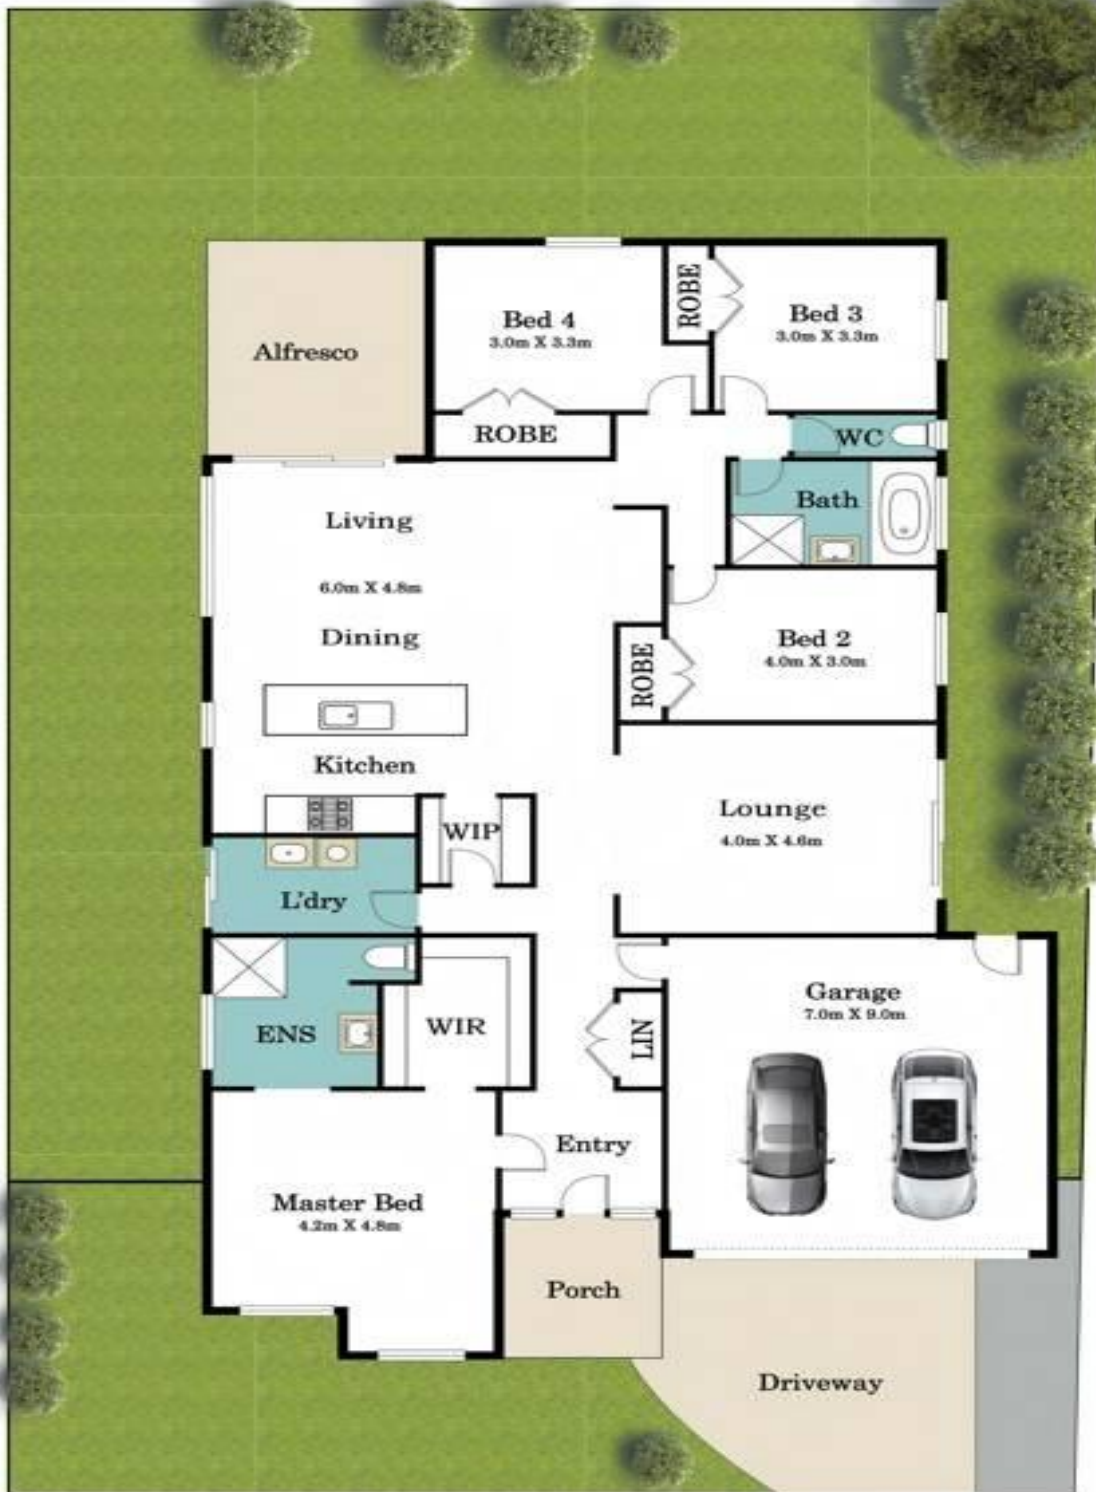 ROBE
Bed 4
3.0m X 3.3m
Bed 3
3.0m X 3.3m
Alfresco
ROBE
WC
Bath
Living
6.0m X 4.8m
Dining
Bed 2
4.0m X 3.0m
ROBE
Kitchen
Lounge
4.0m X 4.6m
WIP
L'dry
Garage
7.0m X 9.0m
ENS
WIR
LIN
Entry
Master Bed
4.2m X 4.8m
Porch
Driveway